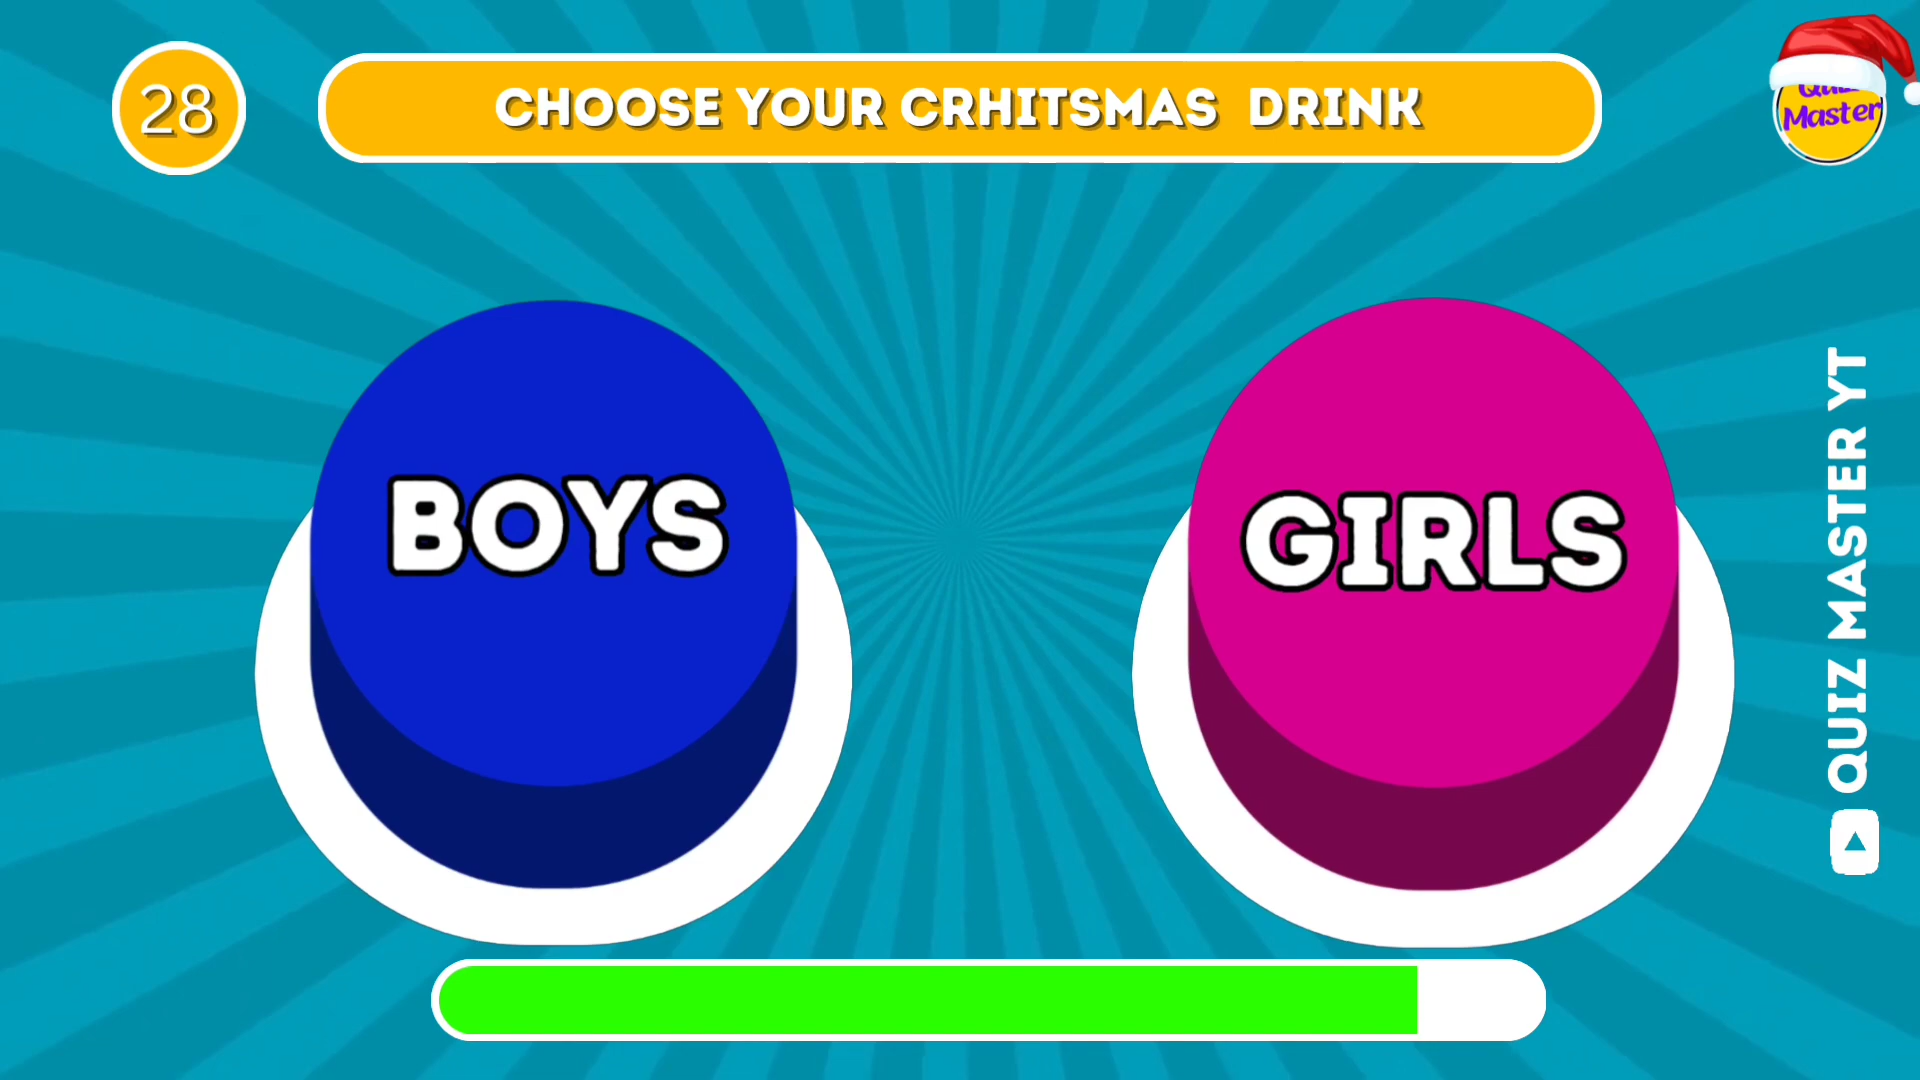 28
CHOOSE YOUR CRHITSMAS DRINK
Master
BOYS
GIRLS
QUIZ MASTER YT